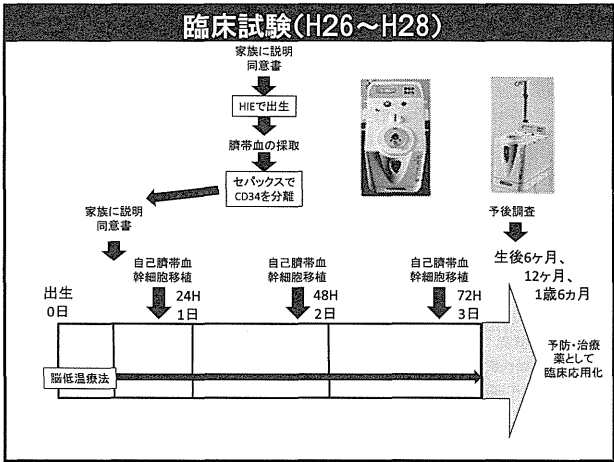 臨床試験(H26～H28)
家族に説明
同意書
HIEで出生
臍帯血の採取
セパックスで
CD34を分離
家族に説明
同意書
予後調査
生後6ヶ月、
12ヶ月、
1歳6カ月
自己臍帯血
幹細胞移植
24H
1日
自己臍帯血
幹細胞移植
48H
2日
自己臍帯血
幹細胞移植
72H
3日
出生
0日
脳低温療法
予防・治療
薬として
臨床応用化